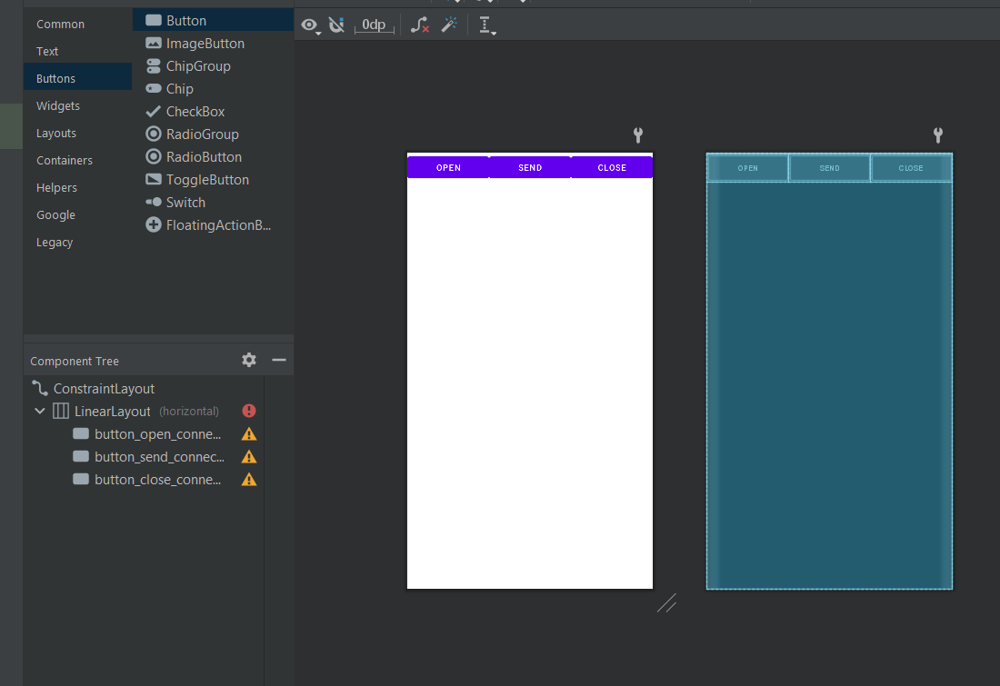 Common
Text
Buttons
Widgets
Layouts
Containers
Helpers
Google
Legacy
Button
ImageButton
ChipGroup
Chip
CheckBox
RadioGroup
RadioButton
ToggleButton
Switch
FloatingActionB...
0dp
OPEN SEND CLOSE
OPEN SEND CLOSE
Component Tree
ConstraintLayout
LinearLayout (horizontal)
button_open_conne...
button_send_connec...
button_close_conne...